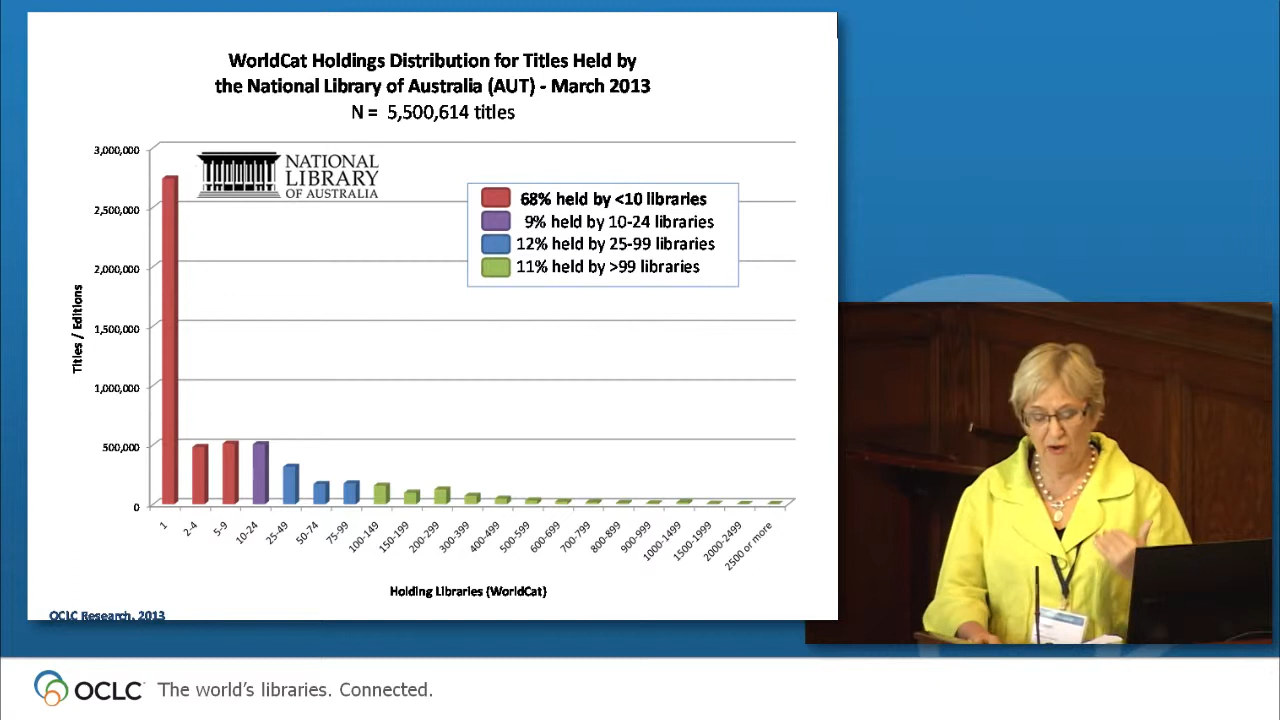 WorldCat Holdings Distribution for Titles Held by
the National Library of Australia (AUT) - March 2013
N = 5,500,614 titles
NATIONAL
LIBRARY
OF AUSTRALIA
68% held by <10 libraries
9% held by 10-24 libraries
12% held by 25-99 libraries
11% held by >99 libraries
Titles / Editions
3,000,000
2,500,000
2,000,000
1,500,000
1,000,000
500,000
0
1
2-4
5-9
10-24
25-49
50-74
75-99
100-149
150-199
200-299
300-399
400-499
500-599
600-699
700-799
800-899
900-999
1000-1499
1500-1999
2000-2499
2500 or more
Holding Libraries (WorldCat)
OCLC Research, 2013
OCLC The world's libraries. Connected.